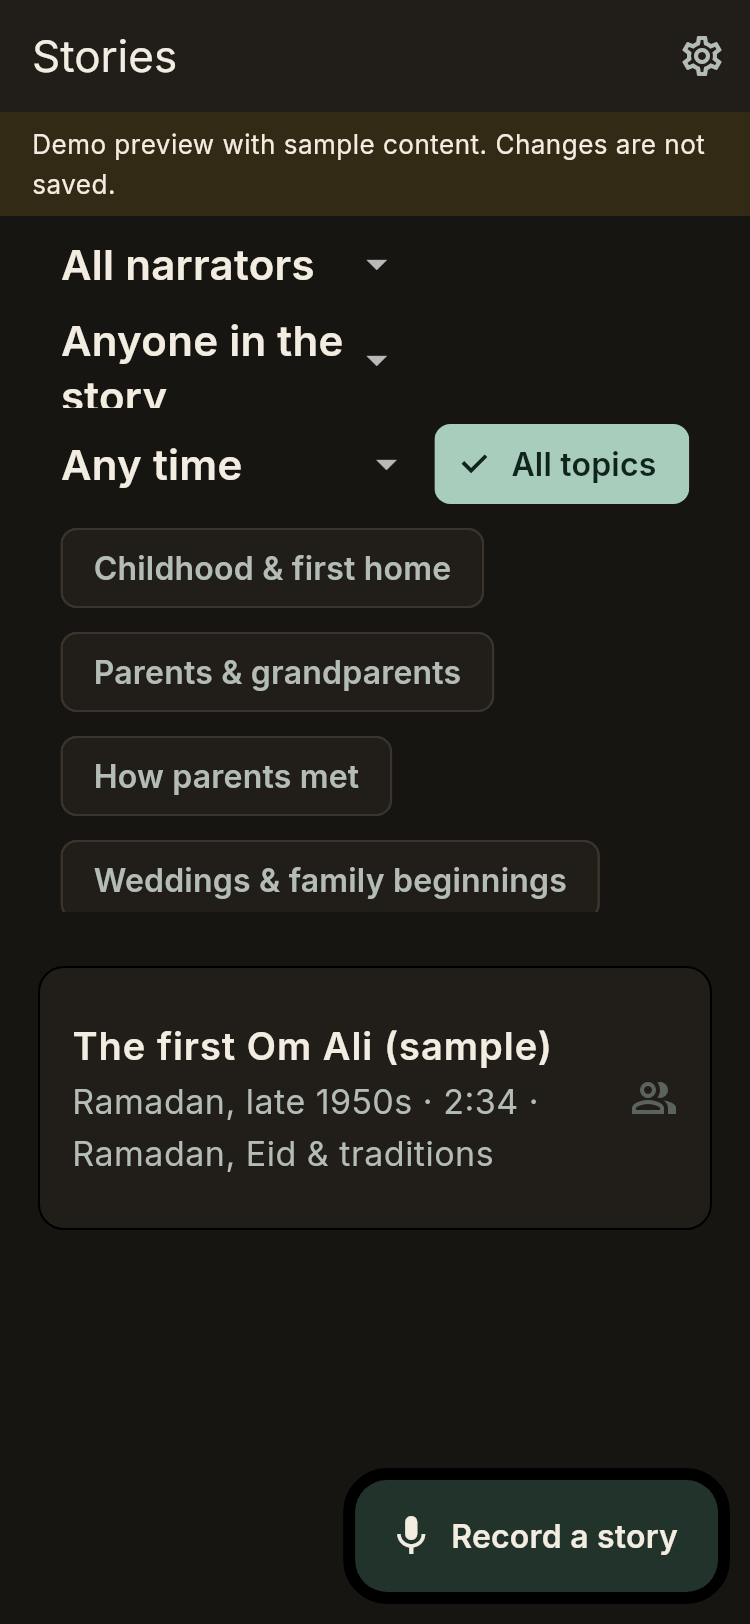 Stories
Demo preview with sample content. Changes are not
saved.
All narrators
Anyone in the
story
Any time
All topics
Childhood & first home
Parents & grandparents
How parents met
Weddings & family beginnings
The first Om Ali (sample)
Ramadan, late 1950s · 2:34 ·
Ramadan, Eid & traditions
Record a story